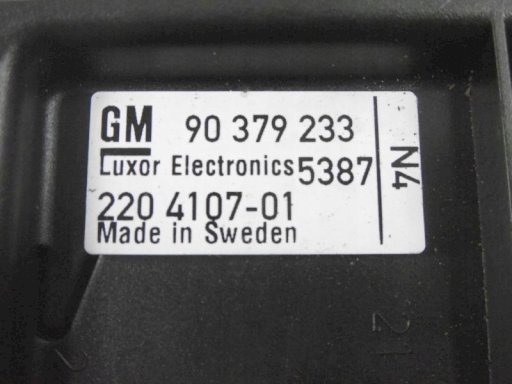 GM 90 379 233
Luxor Electronics 5387
220 4107-01
Made in Sweden
N4